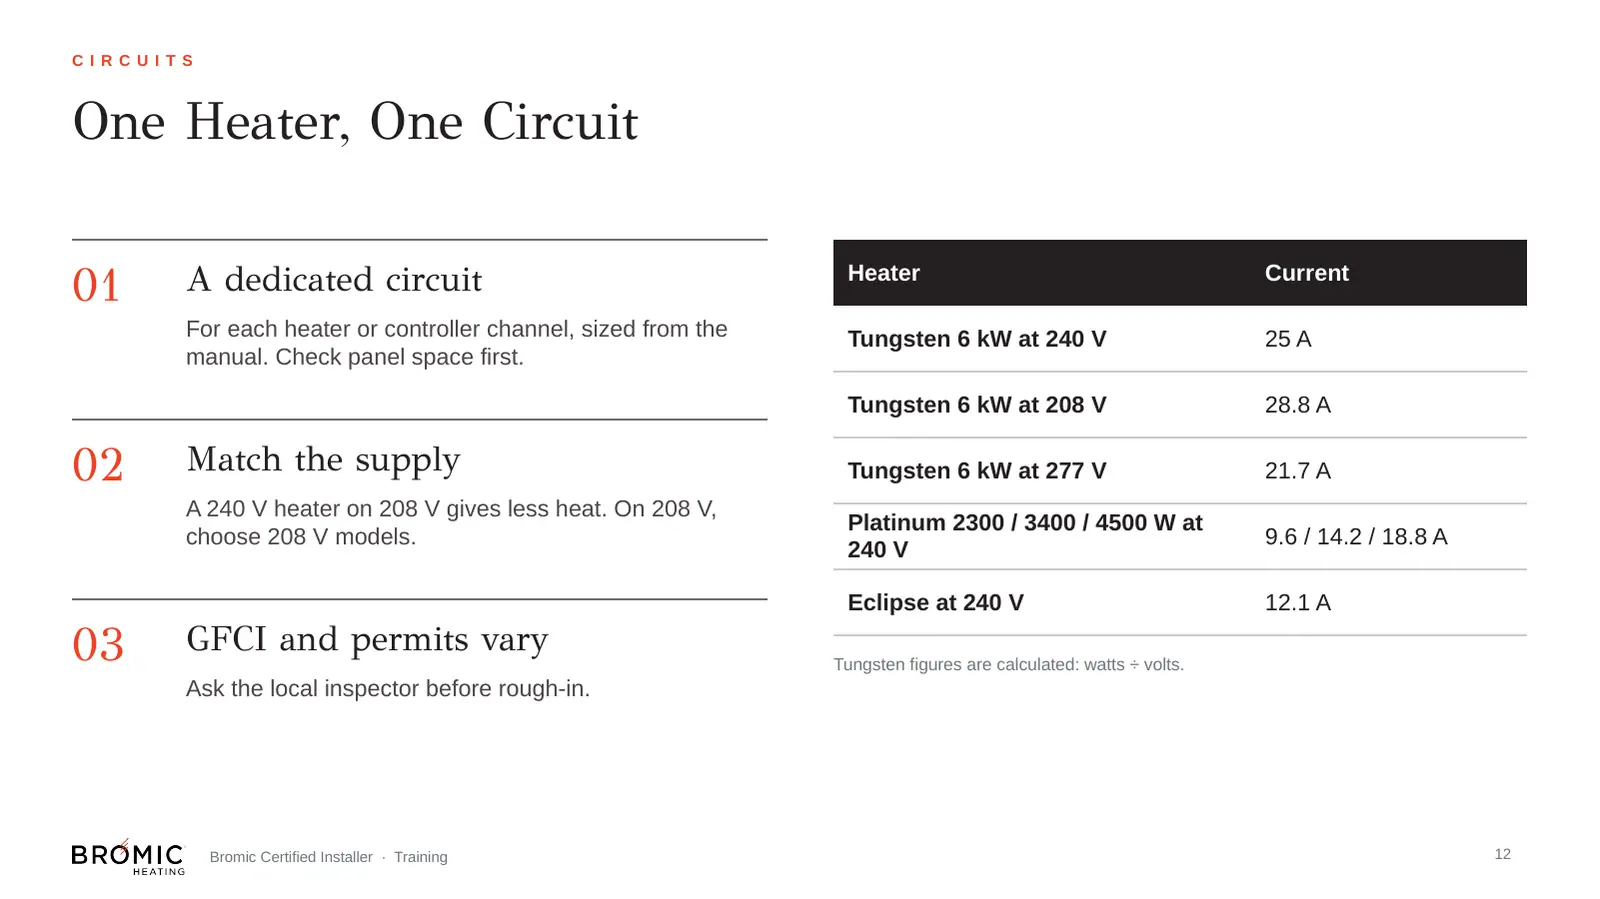 CIRCUITS
One Heater, One Circuit
01
A dedicated circuit
For each heater or controller channel, sized from the
manual. Check panel space first.
02
Match the supply
A 240 V heater on 208 V gives less heat. On 208 V,
choose 208 V models.
03
GFCI and permits vary
Ask the local inspector before rough-in.
Heater Current
Tungsten 6 kW at 240 V 25 A
Tungsten 6 kW at 208 V 28.8 A
Tungsten 6 kW at 277 V 21.7 A
Platinum 2300 / 3400 / 4500 W at
240 V 9.6 / 14.2 / 18.8 A
Eclipse at 240 V 12.1 A
Tungsten figures are calculated: watts ÷ volts.
BROMIC
HEATING
Bromic Certified Installer · Training
12